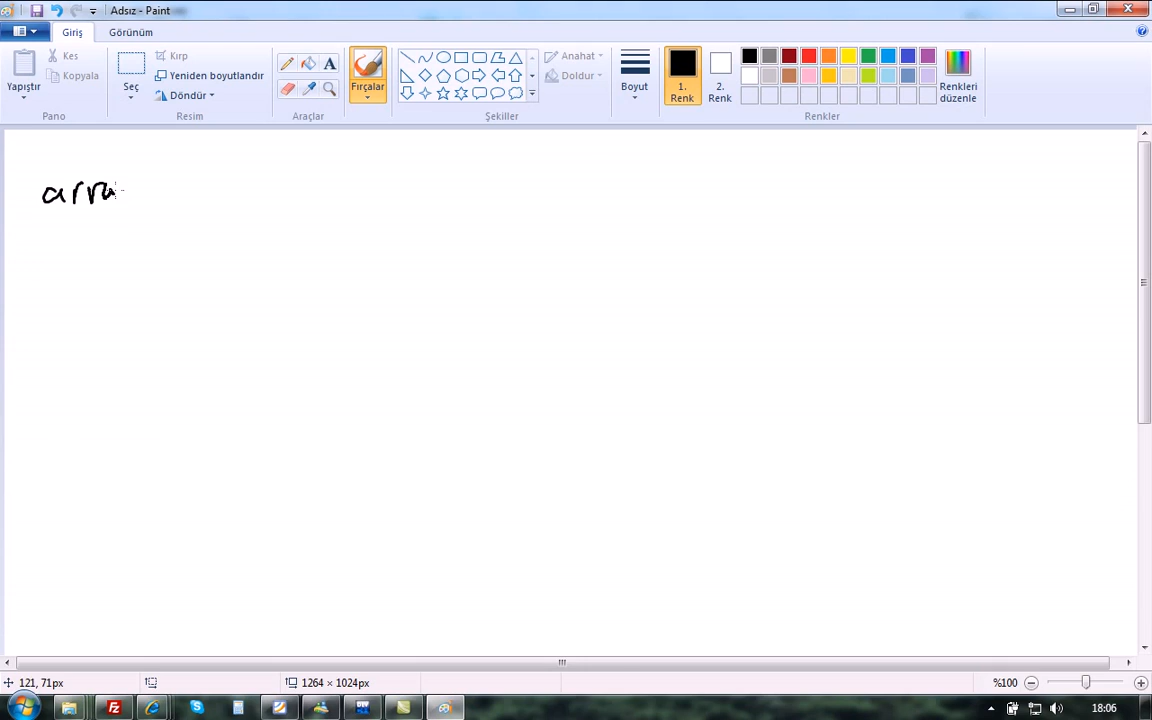 Adsız - Paint
Giriş Görünüm
Yapıştır
Kes
Kopyala
Pano
Seç
Kırp
Yeniden boyutlandır
Döndür
Resim
A
Araçlar
Fırçalar
Anahat
Doldur
Şekiller
Boyut
1.
Renk
2.
Renk
Renkleri
düzenle
Renkler
arra
121, 71px
1264 × 1024px
%100
18:06